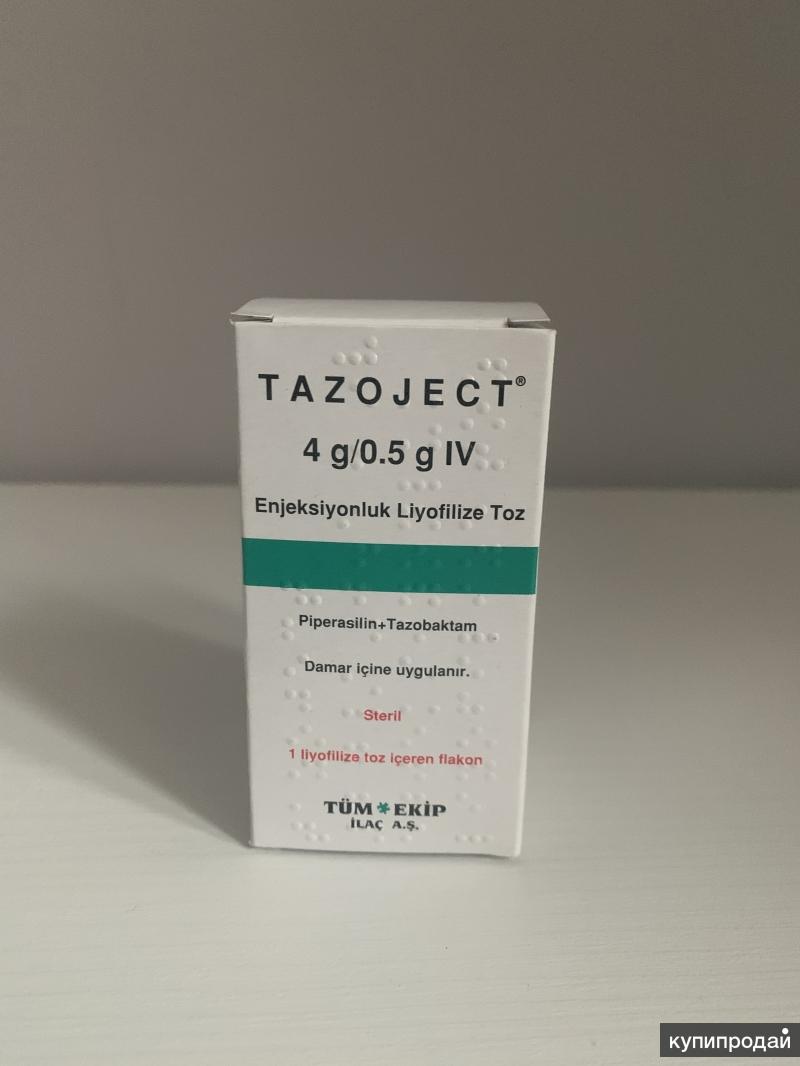 TAZOJECT®
4 g/0.5 g IV
Enjeksiyonluk Liyofilize Toz
Piperasilin+Tazobaktam
Damar içine uygulanır.
Steril
1 liyofilize toz içeren flakon
TÜM EKİP
İLAÇ A.Ş.
купипродай